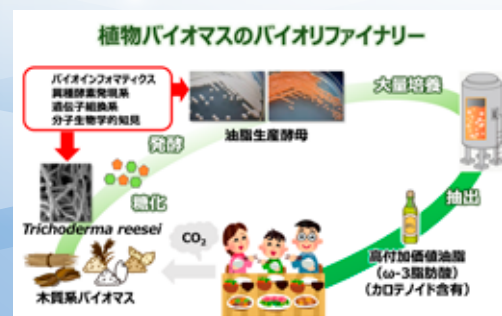 植物バイオマスのバイオリファイナリー
バイオインフォマティクス
異種酵素発現系
遺伝子組換系
分子生物学的知見
油脂生産酵母
大量培養
発酵
糖化
抽出
Trichoderma reesei
CO₂
木質系バイオマス
高付加価値油脂
(ω-3脂肪酸)
(カロテノイド含有)